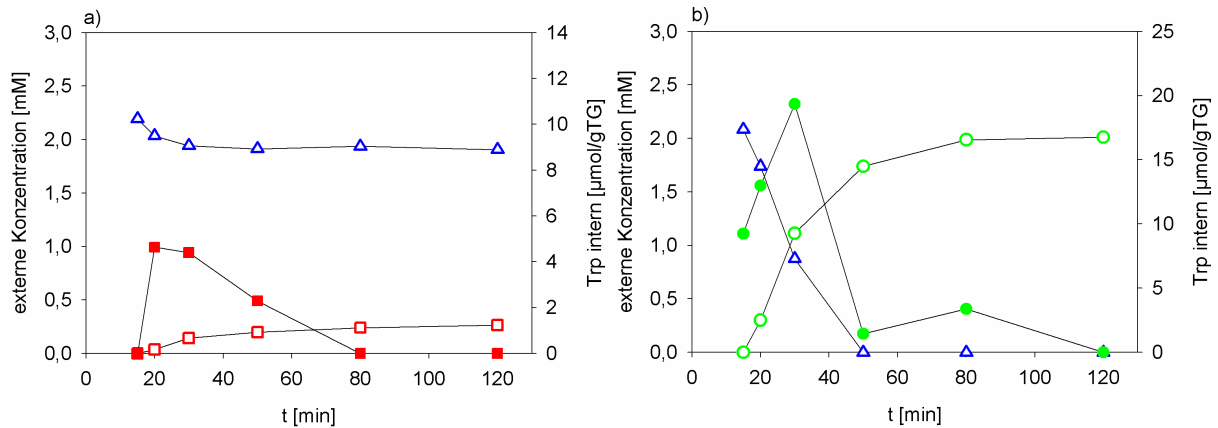 a)
externe Konzentration [mM]
3,0
2,5
2,0
1,5
1,0
0,5
0,0
14
12
10
8
6
4
2
0
Trp intern [µmol/gTG]
0 20 40 60 80 100 120
t [min]
b)
externe Konzentration [mM]
3,0
2,5
2,0
1,5
1,0
0,5
0,0
25
20
15
10
5
0
Trp intern [µmol/gTG]
0 20 40 60 80 100 120
t [min]